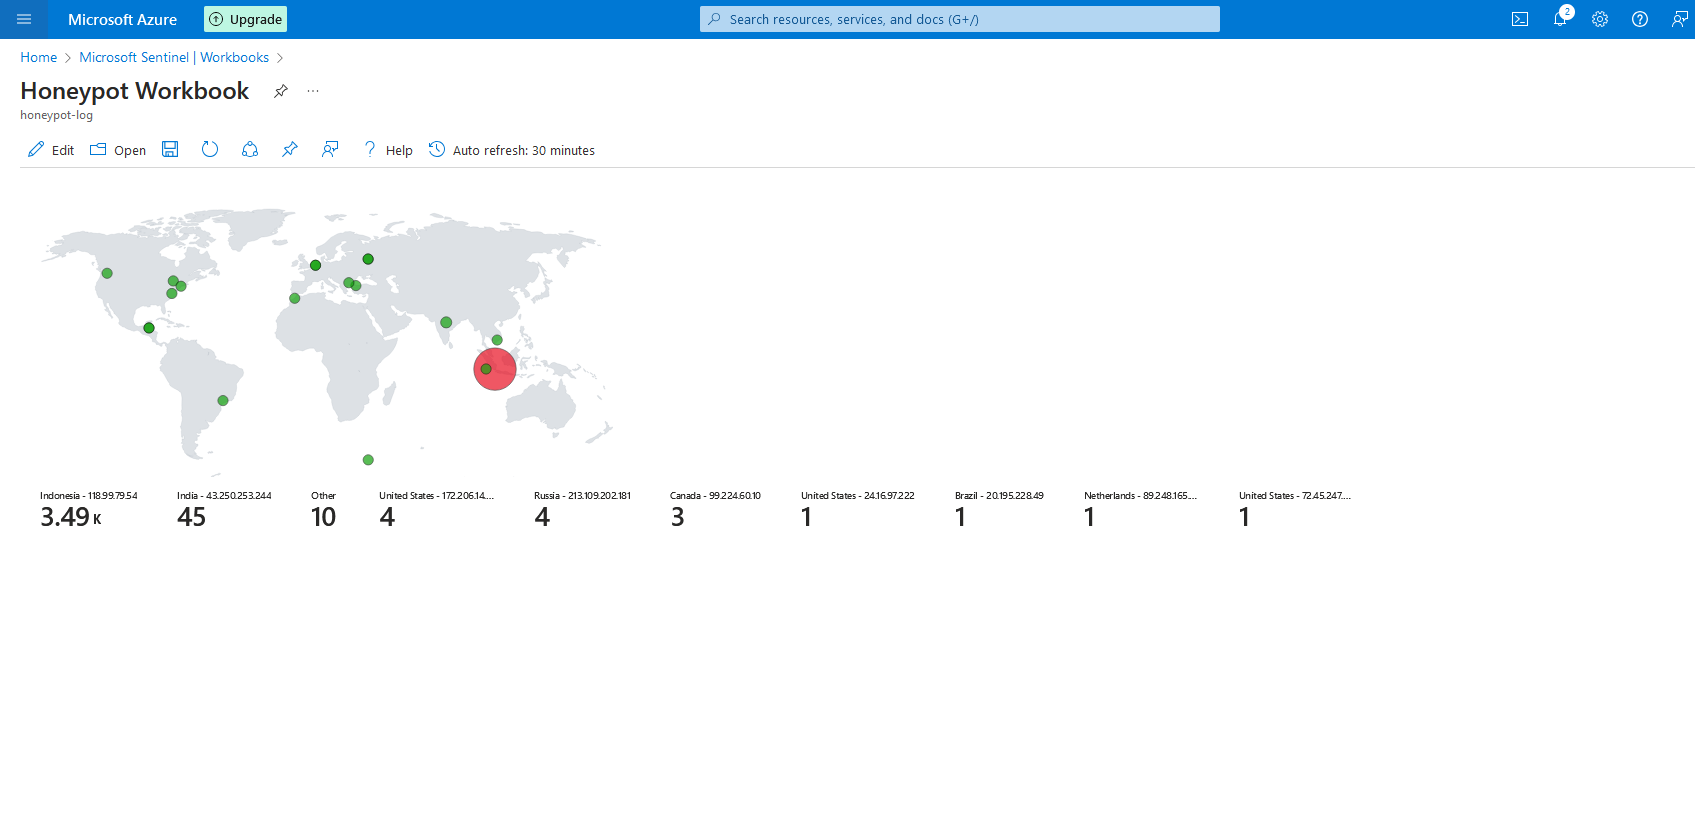 Microsoft Azure
Upgrade
Search resources, services, and docs (G+/)
2
Home > Microsoft Sentinel | Workbooks >
Honeypot Workbook
...
honeypot-log
Edit
Open
Help
Auto refresh: 30 minutes
Indonesia - 118.99.79.54
3.49 K
India - 43.250.253.244
45
Other
10
United States - 172.206.14....
4
Russia - 213.109.202.181
4
Canada - 99.224.60.10
3
United States - 24.16.97.222
1
Brazil - 20.195.228.49
1
Netherlands - 89.248.165....
1
United States - 72.45.247....
1